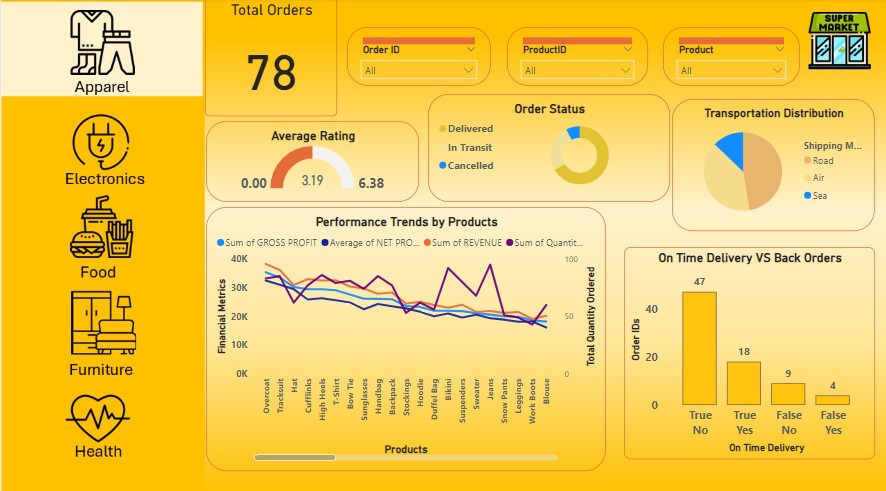 Apparel
Electronics
Food
Furniture
Health
Total Orders
78
Order ID
All
ProductID
All
Product
All
SUPER
MARKET
Average Rating
0.00
3.19
6.38
Order Status
Delivered
In Transit
Cancelled
Transportation Distribution
Shipping M...
Road
Air
Sea
Performance Trends by Products
Sum of GROSS PROFIT Average of NET PRO... Sum of REVENUE Sum of Quantit...
Financial Metrics
40K
30K
20K
10K
0K
100
50
0
Total Quantity Ordered
Overcoat
Tracksuit
Hat
Cufflinks
High Heels
T-Shirt
Bow Tie
Sunglasses
Handbag
Backpack
Stockings
Hoodie
Duffel Bag
Bikini
Suspenders
Sweater
Jeans
Snow Pants
Leggings
Work Boots
Blouse
Products
On Time Delivery VS Back Orders
Order IDs
40
20
0
47
18
9
4
True
No
True
Yes
False
No
False
Yes
On Time Delivery